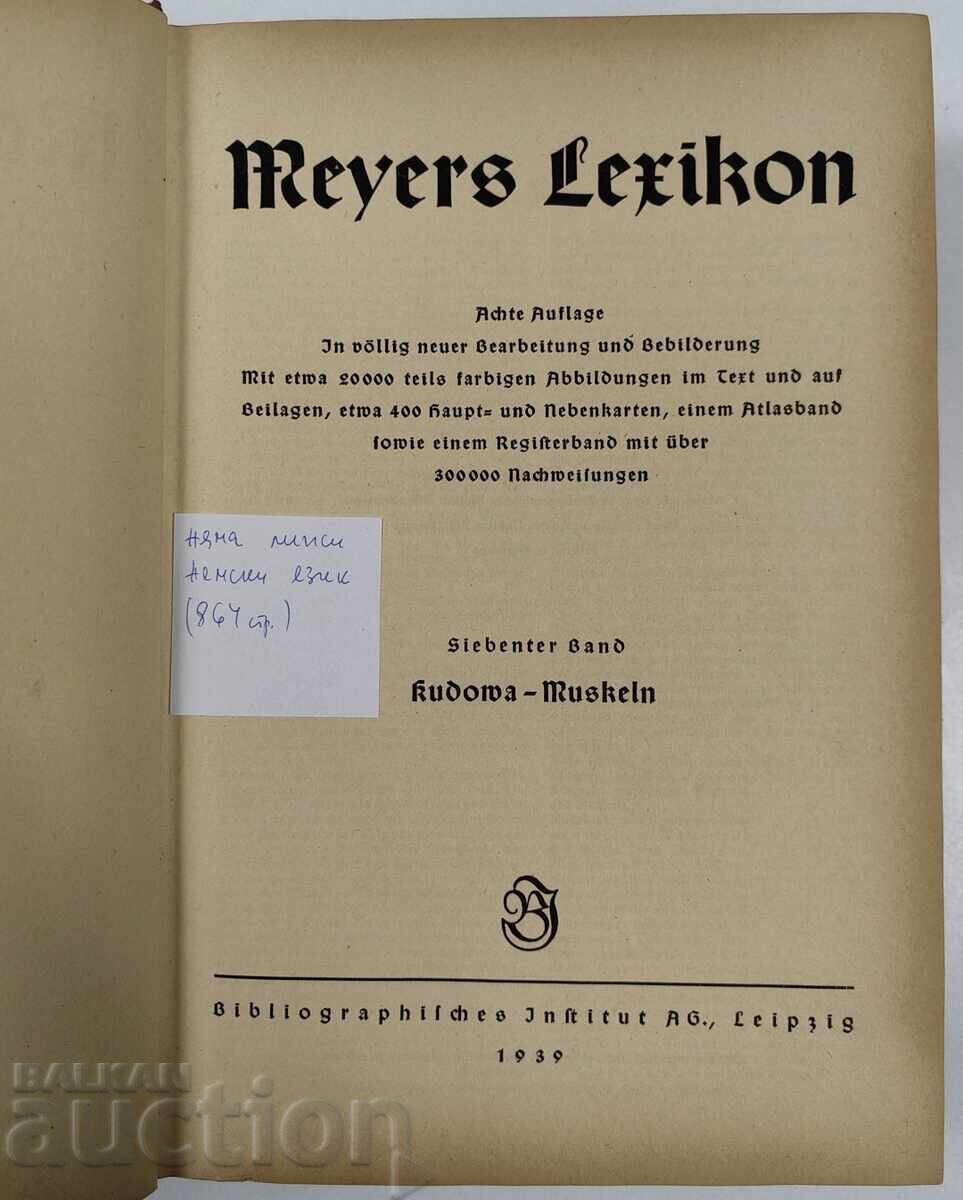 Meyers Lexikon
Achte Auflage
In völlig neuer Bearbeitung und Bebilderung
Mit etwa 20000 teils farbigen Abbildungen im Text und auf
Beilagen, etwa 400 Haupt= und Nebenkarten, einem Atlasband
sowie einem Registerband mit über
300000 Nachweisungen
няма липси
немски език
(864 стр.)
Siebenter Band
Kudowa – Muskeln
BJ
Bibliographisches Institut AG., Leipzig
1939
BALKAN
auction